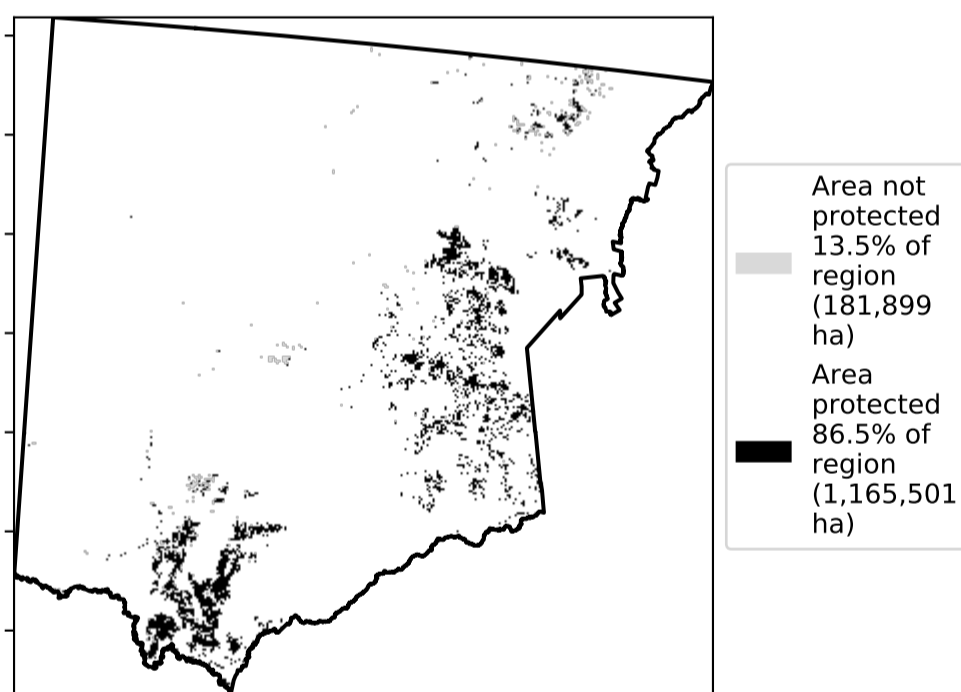 Area not
protected
13.5% of
region
(181,899
ha)
Area
protected
86.5% of
region
(1,165,501
ha)